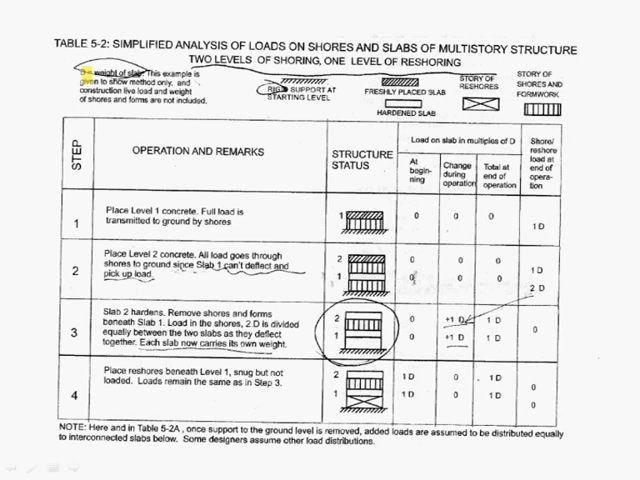 TABLE 5-2: SIMPLIFIED ANALYSIS OF LOADS ON SHORES AND SLABS OF MULTISTORY STRUCTURE
TWO LEVELS OF SHORING, ONE LEVEL OF RESHORING
D = weight of slab. This example is
given to show method only, and
construction live load and weight
of shores and forms are not included.
RIGID SUPPORT AT
STARTING LEVEL
FRESHLY PLACED SLAB
HARDENED SLAB
STORY OF
RESHORES
STORY OF
SHORES AND
FORMWORK
STEP
OPERATION AND REMARKS
STRUCTURE
STATUS
Load on slab in multiples of D
At
begin-
ning
Change
during
operation
Total at
end of
operation
Shore/
reshore
load at
end of
opera-
tion
1
Place Level 1 concrete. Full load is
transmitted to ground by shores
1
0 0 0
1 D
2
Place Level 2 concrete. All load goes through
shores to ground since Slab 1 can't deflect and
pick up load.
2
1
0 0 0
0 0 0
1 D
2 D
3
Slab 2 hardens. Remove shores and forms
beneath Slab 1. Load in the shores, 2 D is divided
equally between the two slabs as they deflect
together. Each slab now carries its own weight.
2
1
0 +1 D 1 D
0 +1 D 1 D
0
4
Place reshores beneath Level 1, snug but not
loaded. Loads remain the same as in Step 3.
2
1
1 D 0 1 D
1 D 0 1 D
0
0
NOTE: Here and in Table 5-2A, once support to the ground level is removed, added loads are assumed to be distributed equally
to interconnected slabs below. Some designers assume other load distributions.